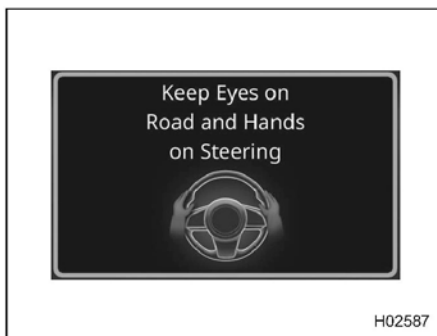 Keep Eyes on
Road and Hands
on Steering
H02587